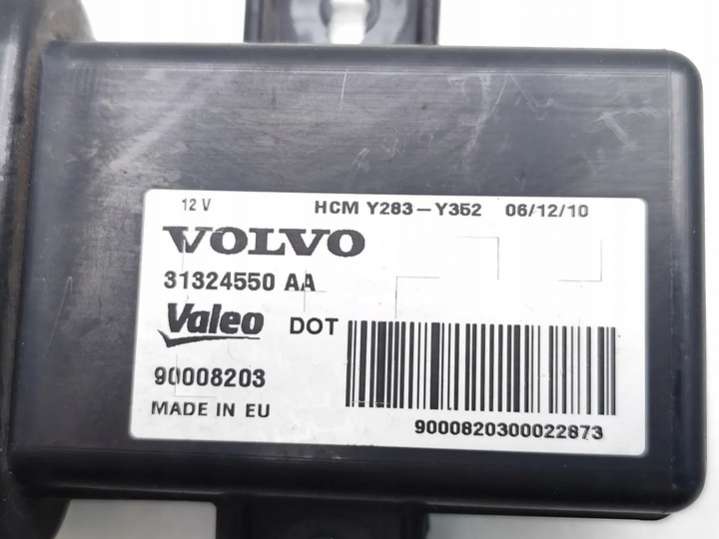 12 V HCM Y283-Y352 06/12/10
VOLVO
31324550 AA
Valeo DOT
90008203
MADE IN EU
9000820300022873